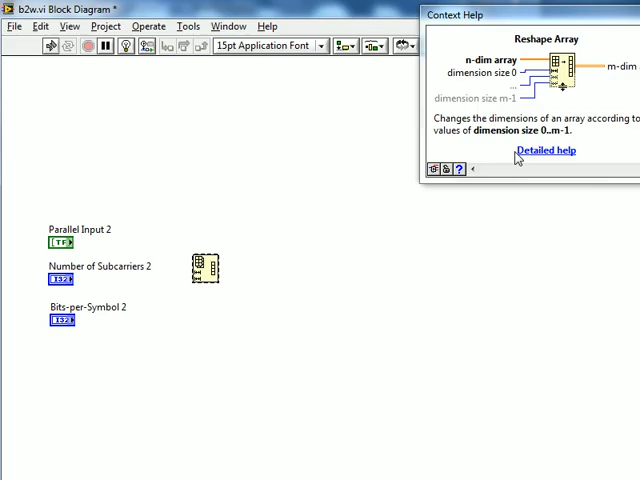 b2w.vi Block Diagram *
File Edit View Project Operate Tools Window Help
15pt Application Font
Context Help
Reshape Array
n-dim array
dimension size 0
...
dimension size m-1
m-dim
Changes the dimensions of an array according to
values of dimension size 0..m-1.
Detailed help
?
Parallel Input 2
TF
Number of Subcarriers 2
I32
Bits-per-Symbol 2
I32